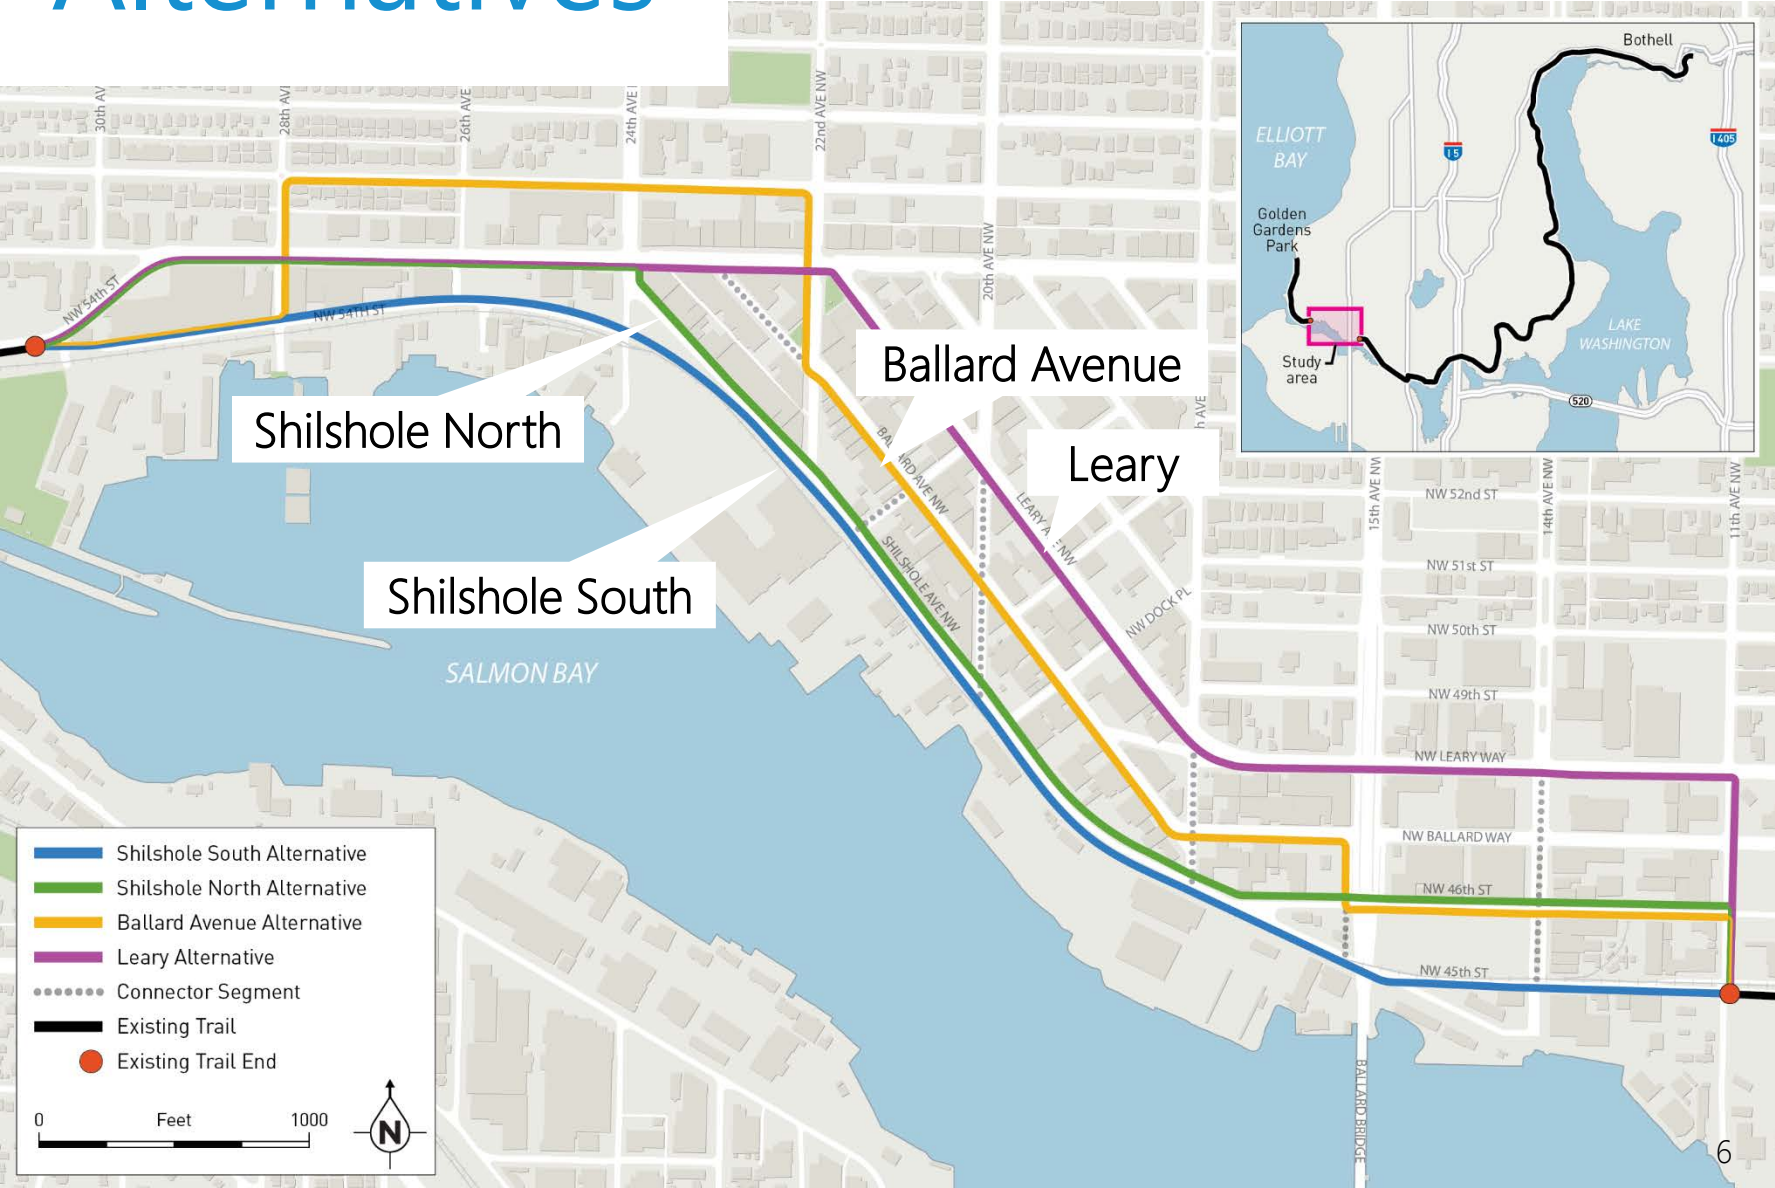 Alternatives
30th AV
28th AVE
26th AVE
24th AVE
22nd AVE NW
20th AVE NW
NW 54th ST
NW 54TH ST
Shilshole North
Shilshole South
Ballard Avenue
Leary
BALLARD AVE NW
SHILSHOLE AVE NW
LEARY AVE NW
NW DOCK PL
h AVE
15th AVE NW
14th AVE NW
11th AVE NW
NW 52nd ST
NW 51st ST
NW 50th ST
NW 49th ST
NW LEARY WAY
NW BALLARD WAY
NW 46th ST
NW 45th ST
BALLARD BRIDGE
SALMON BAY
Bothell
ELLIOTT
BAY
I 5
I 405
Golden
Gardens
Park
Study
area
LAKE
WASHINGTON
520
Shilshole South Alternative
Shilshole North Alternative
Ballard Avenue Alternative
Leary Alternative
Connector Segment
Existing Trail
Existing Trail End
0 Feet 1000
N
6